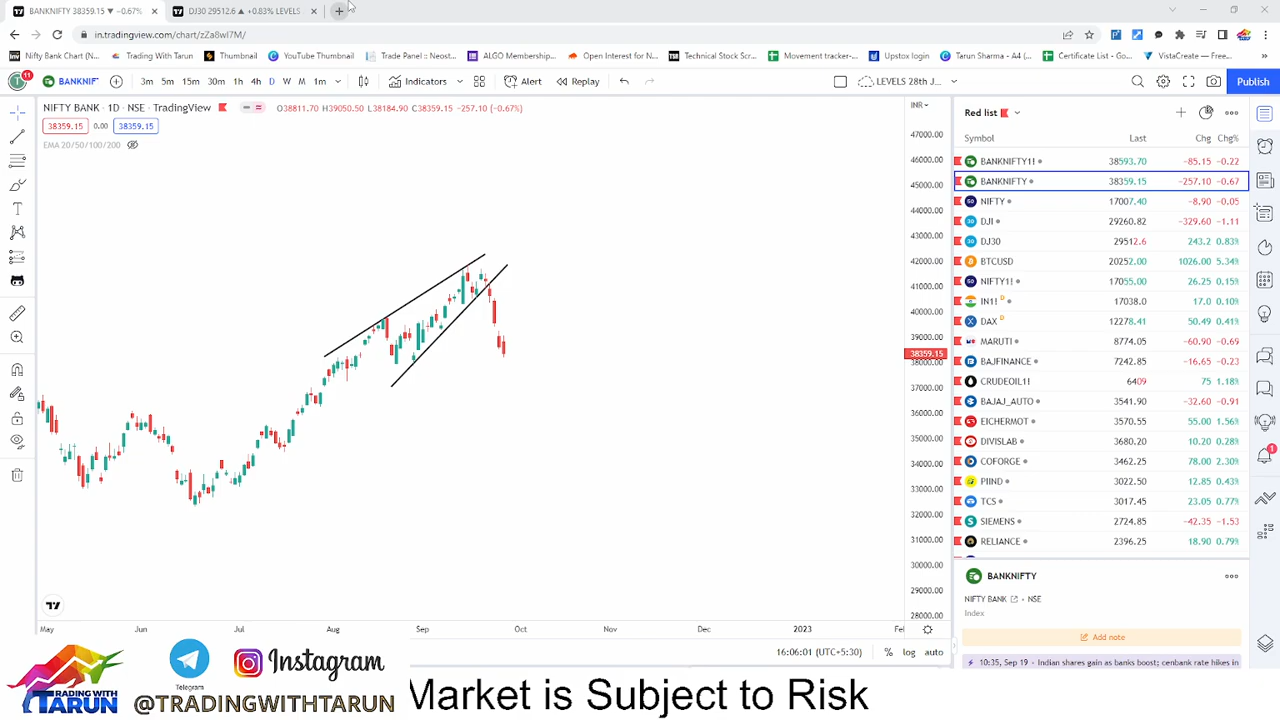 BANKNIFTY 38359.15 ▼ −0.67%
DJ30 29512.6 ▲ +0.83% LEVELS
in.tradingview.com/chart/zZa8wI7M/
Nifty Bank Chart (N... Trading With Tarun Thumbnail YouTube Thumbnail Trade Panel :: Nest... ALGO Membership... Open Interest for N... Technical Stock Scr... Movement tracker-... Upstox login Tarun Sharma - A4 (... Certificate List - Go... VistaCreate — Free...
11 BANKNIF 3m 5m 15m 30m 1h 4h D W M 1m Indicators Alert Replay LEVELS 28th J... Publish
NIFTY BANK · 1D · NSE · TradingView O38811.70 H39050.50 L38184.90 C38359.15 −257.10 (−0.67%)
38359.15 0.00 38359.15
EMA 20/50/100/200
INR
47000.00
46000.00
45000.00
44000.00
43000.00
42000.00
41000.00
40000.00
39000.00
38359.15
38000.00
37000.00
36000.00
35000.00
34000.00
33000.00
32000.00
31000.00
30000.00
29000.00
28000.00
May Jun Jul Aug Sep Oct Nov Dec 2023
16:06:01 (UTC+5:30) % log auto
Red list
Symbol Last Chg Chg%
BANKNIFTY1! 38593.70 −85.15 −0.22
BANKNIFTY 38359.15 −257.10 −0.67
NIFTY 17007.40 −8.90 −0.05
DJI 29260.82 −329.60 −1.11
DJ30 29512.6 243.2 0.83%
BTCUSD 20252.00 1026.00 5.34%
NIFTY1! 17055.00 26.25 0.15%
IN1! D 17038.0 17.0 0.10%
DAX D 12278.41 50.49 0.41%
MARUTI 8774.05 −60.90 −0.69
BAJFINANCE 7242.85 −16.65 −0.23
CRUDEOIL1! 6409 75 1.18%
BAJAJ_AUTO 3541.90 −32.60 −0.91
EICHERMOT 3570.55 55.00 1.56%
DIVISLAB 3680.20 10.20 0.28%
COFORGE 3462.25 78.00 2.30%
PIIND 3022.50 12.85 0.43%
TCS 3017.45 23.05 0.77%
SIEMENS 2724.85 −42.35 −1.53
RELIANCE 2396.25 18.90 0.79%
BANKNIFTY
NIFTY BANK · NSE
Index
Add note
10:35, Sep 19 · Indian shares gain as banks boost; cenbank rate hikes in
1
TRADING WITH
TARUN
Telegram
Instagram
@TRADINGWITHTARUN
Market is Subject to Risk